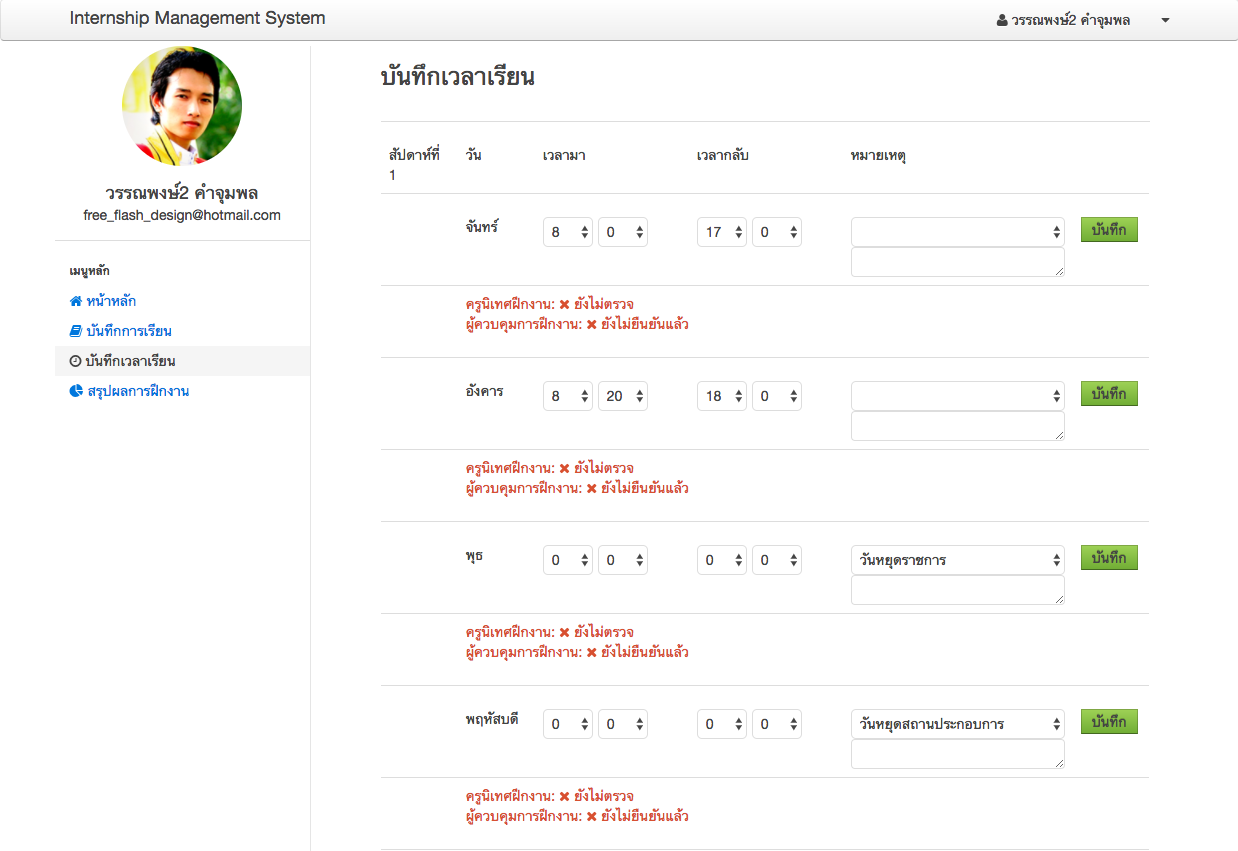 Internship Management System
วรรณพงษ์2 คำจุมพล
วรรณพงษ์2 คำจุมพล
free_flash_design@hotmail.com
เมนูหลัก
หน้าหลัก
บันทึกการเรียน
บันทึกเวลาเรียน
สรุปผลการฝึกงาน
บันทึกเวลาเรียน
สัปดาห์ที่ วัน เวลามา เวลากลับ หมายเหตุ
1
จันทร์ 8 0 17 0 บันทึก
ครูนิเทศฝึกงาน: ✖ ยังไม่ตรวจ
ผู้ควบคุมการฝึกงาน: ✖ ยังไม่ยืนยันแล้ว
อังคาร 8 20 18 0 บันทึก
ครูนิเทศฝึกงาน: ✖ ยังไม่ตรวจ
ผู้ควบคุมการฝึกงาน: ✖ ยังไม่ยืนยันแล้ว
พุธ 0 0 0 0 วันหยุดราชการ บันทึก
ครูนิเทศฝึกงาน: ✖ ยังไม่ตรวจ
ผู้ควบคุมการฝึกงาน: ✖ ยังไม่ยืนยันแล้ว
พฤหัสบดี 0 0 0 0 วันหยุดสถานประกอบการ บันทึก
ครูนิเทศฝึกงาน: ✖ ยังไม่ตรวจ
ผู้ควบคุมการฝึกงาน: ✖ ยังไม่ยืนยันแล้ว